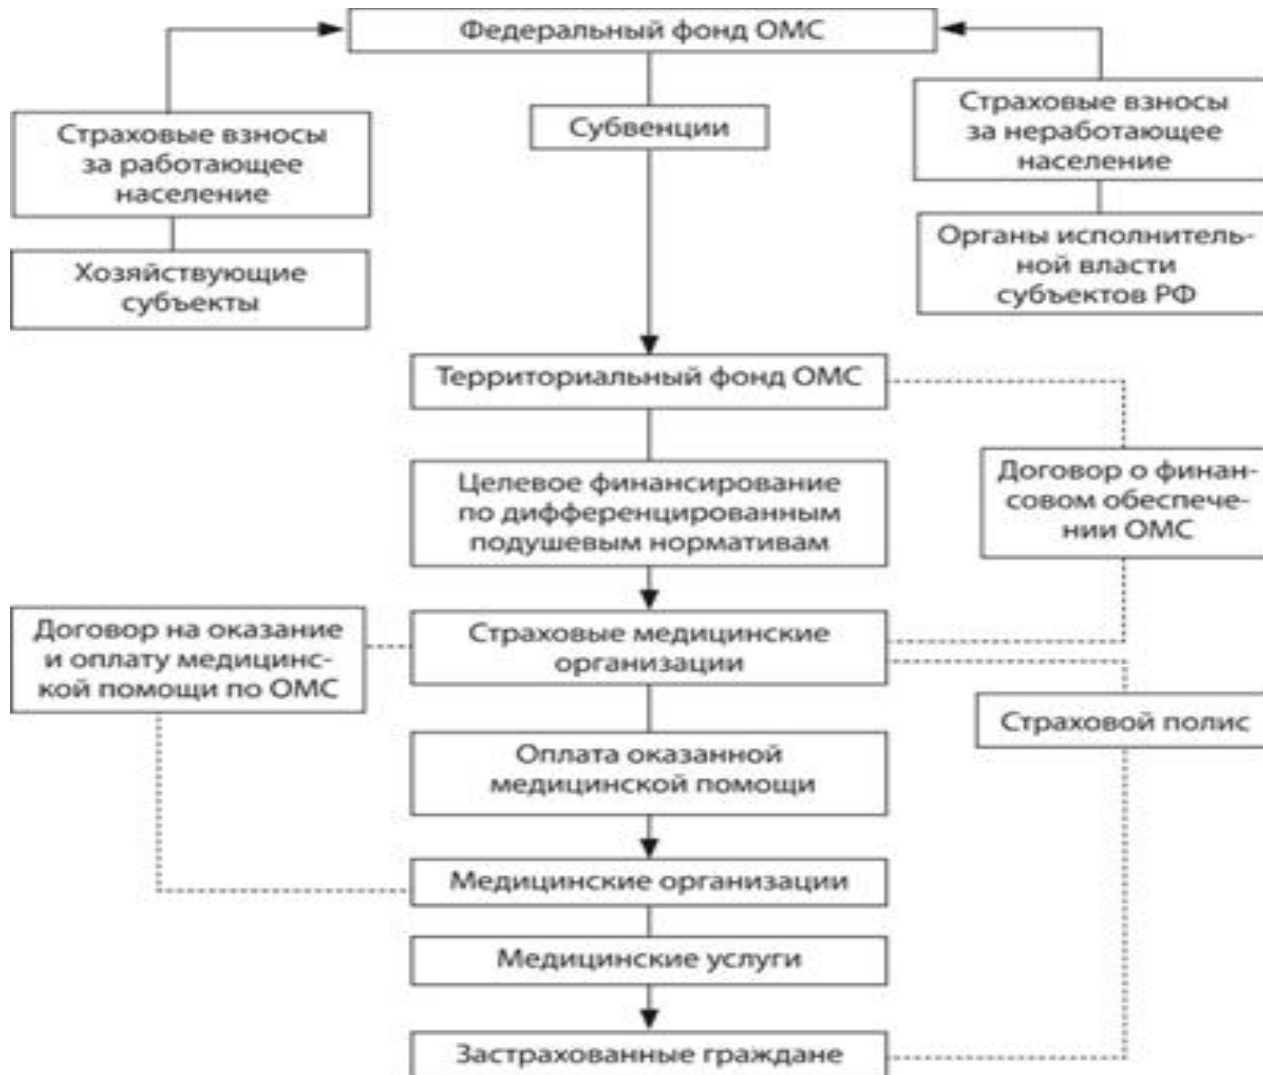 Федеральный фонд ОМС
Страховые взносы
за работающее
население
Субвенции
Страховые взносы
за неработающее
население
Хозяйствующие
субъекты
Органы исполнитель-
ной власти
субъектов РФ
Территориальный фонд ОМС
Целевое финансирование
по дифференцированным
подушевым нормативам
Договор о финан-
совом обеспече-
нии ОМС
Договор на оказание
и оплату медицинс-
кой помощи по ОМС
Страховые медицинские
организации
Страховой полис
Оплата оказанной
медицинской помощи
Медицинские организации
Медицинские услуги
Застрахованные граждане